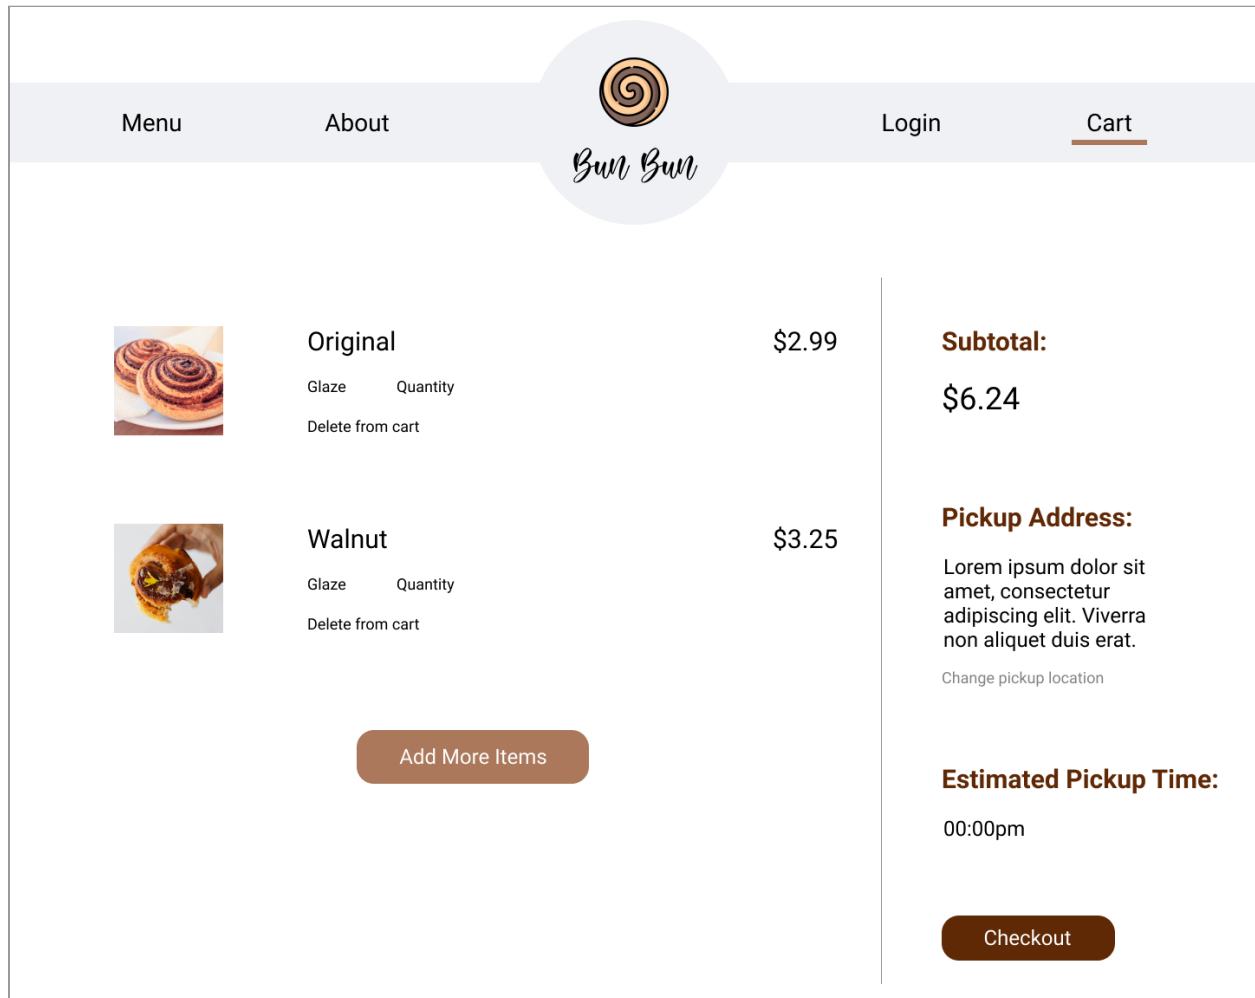 Menu
About
Bun Bun
Login
Cart
Original
$2.99
Glaze
Quantity
Delete from cart
Walnut
$3.25
Glaze
Quantity
Delete from cart
Add More Items
Subtotal:
$6.24
Pickup Address:
Lorem ipsum dolor sit
amet, consectetur
adipiscing elit. Viverra
non aliquet duis erat.
Change pickup location
Estimated Pickup Time:
00:00pm
Checkout